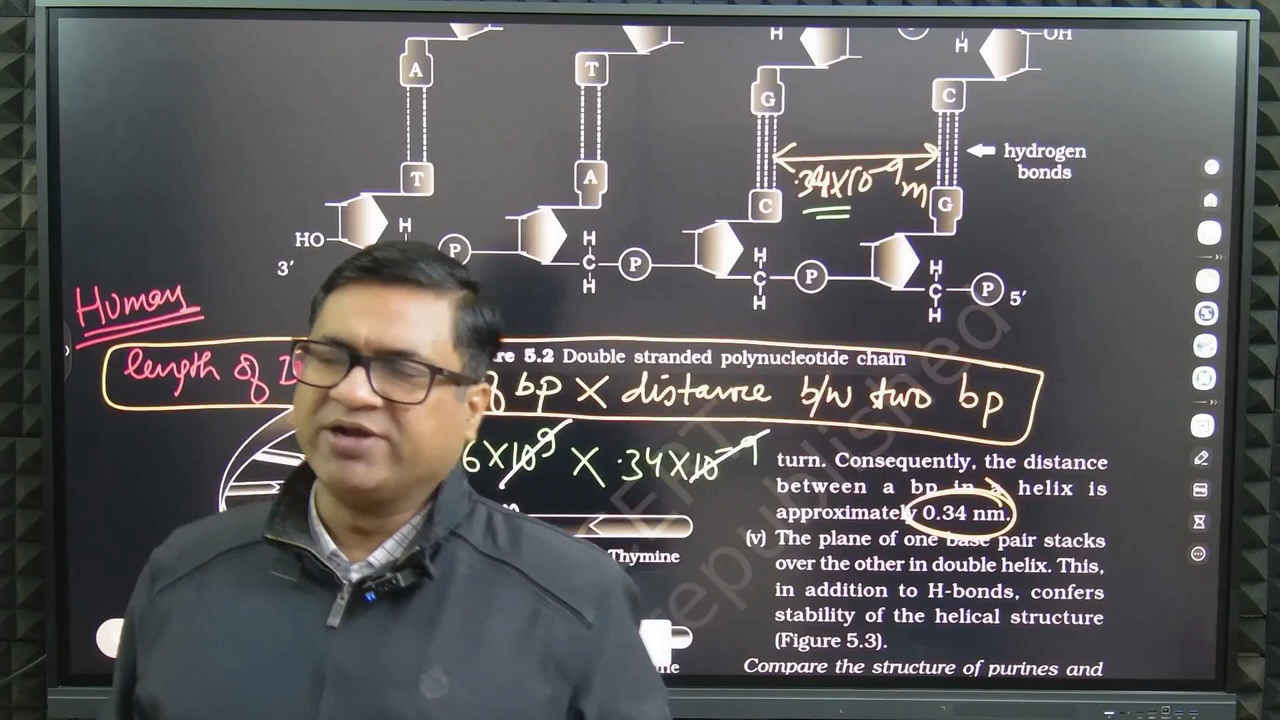 H
H
OH
A
T
G
C
hydrogen
bonds
.34X10⁻⁹m
T
A
C
G
HO
3′
H
P
H
C
H
P
H
C
H
P
H
C
H
P
5′
Human
re 5.2 Double stranded polynucleotide chain
length of
bp X distance b/w two bp
6X10⁹ X .34X10⁻⁹
turn. Consequently, the distance
between a bp in a helix is
approximately 0.34 nm.
(v) The plane of one base pair stacks
over the other in double helix. This,
in addition to H-bonds, confers
stability of the helical structure
(Figure 5.3).
Compare the structure of purines and
Thymine
republished